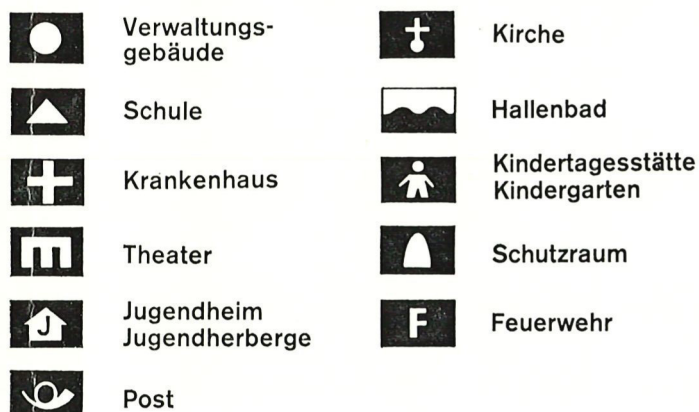 Verwaltungs-
gebäude
Schule
Krankenhaus
Theater
J
Jugendheim
Jugendherberge
Post
Kirche
Hallenbad
Kindertagesstätte
Kindergarten
Schutzraum
F
Feuerwehr